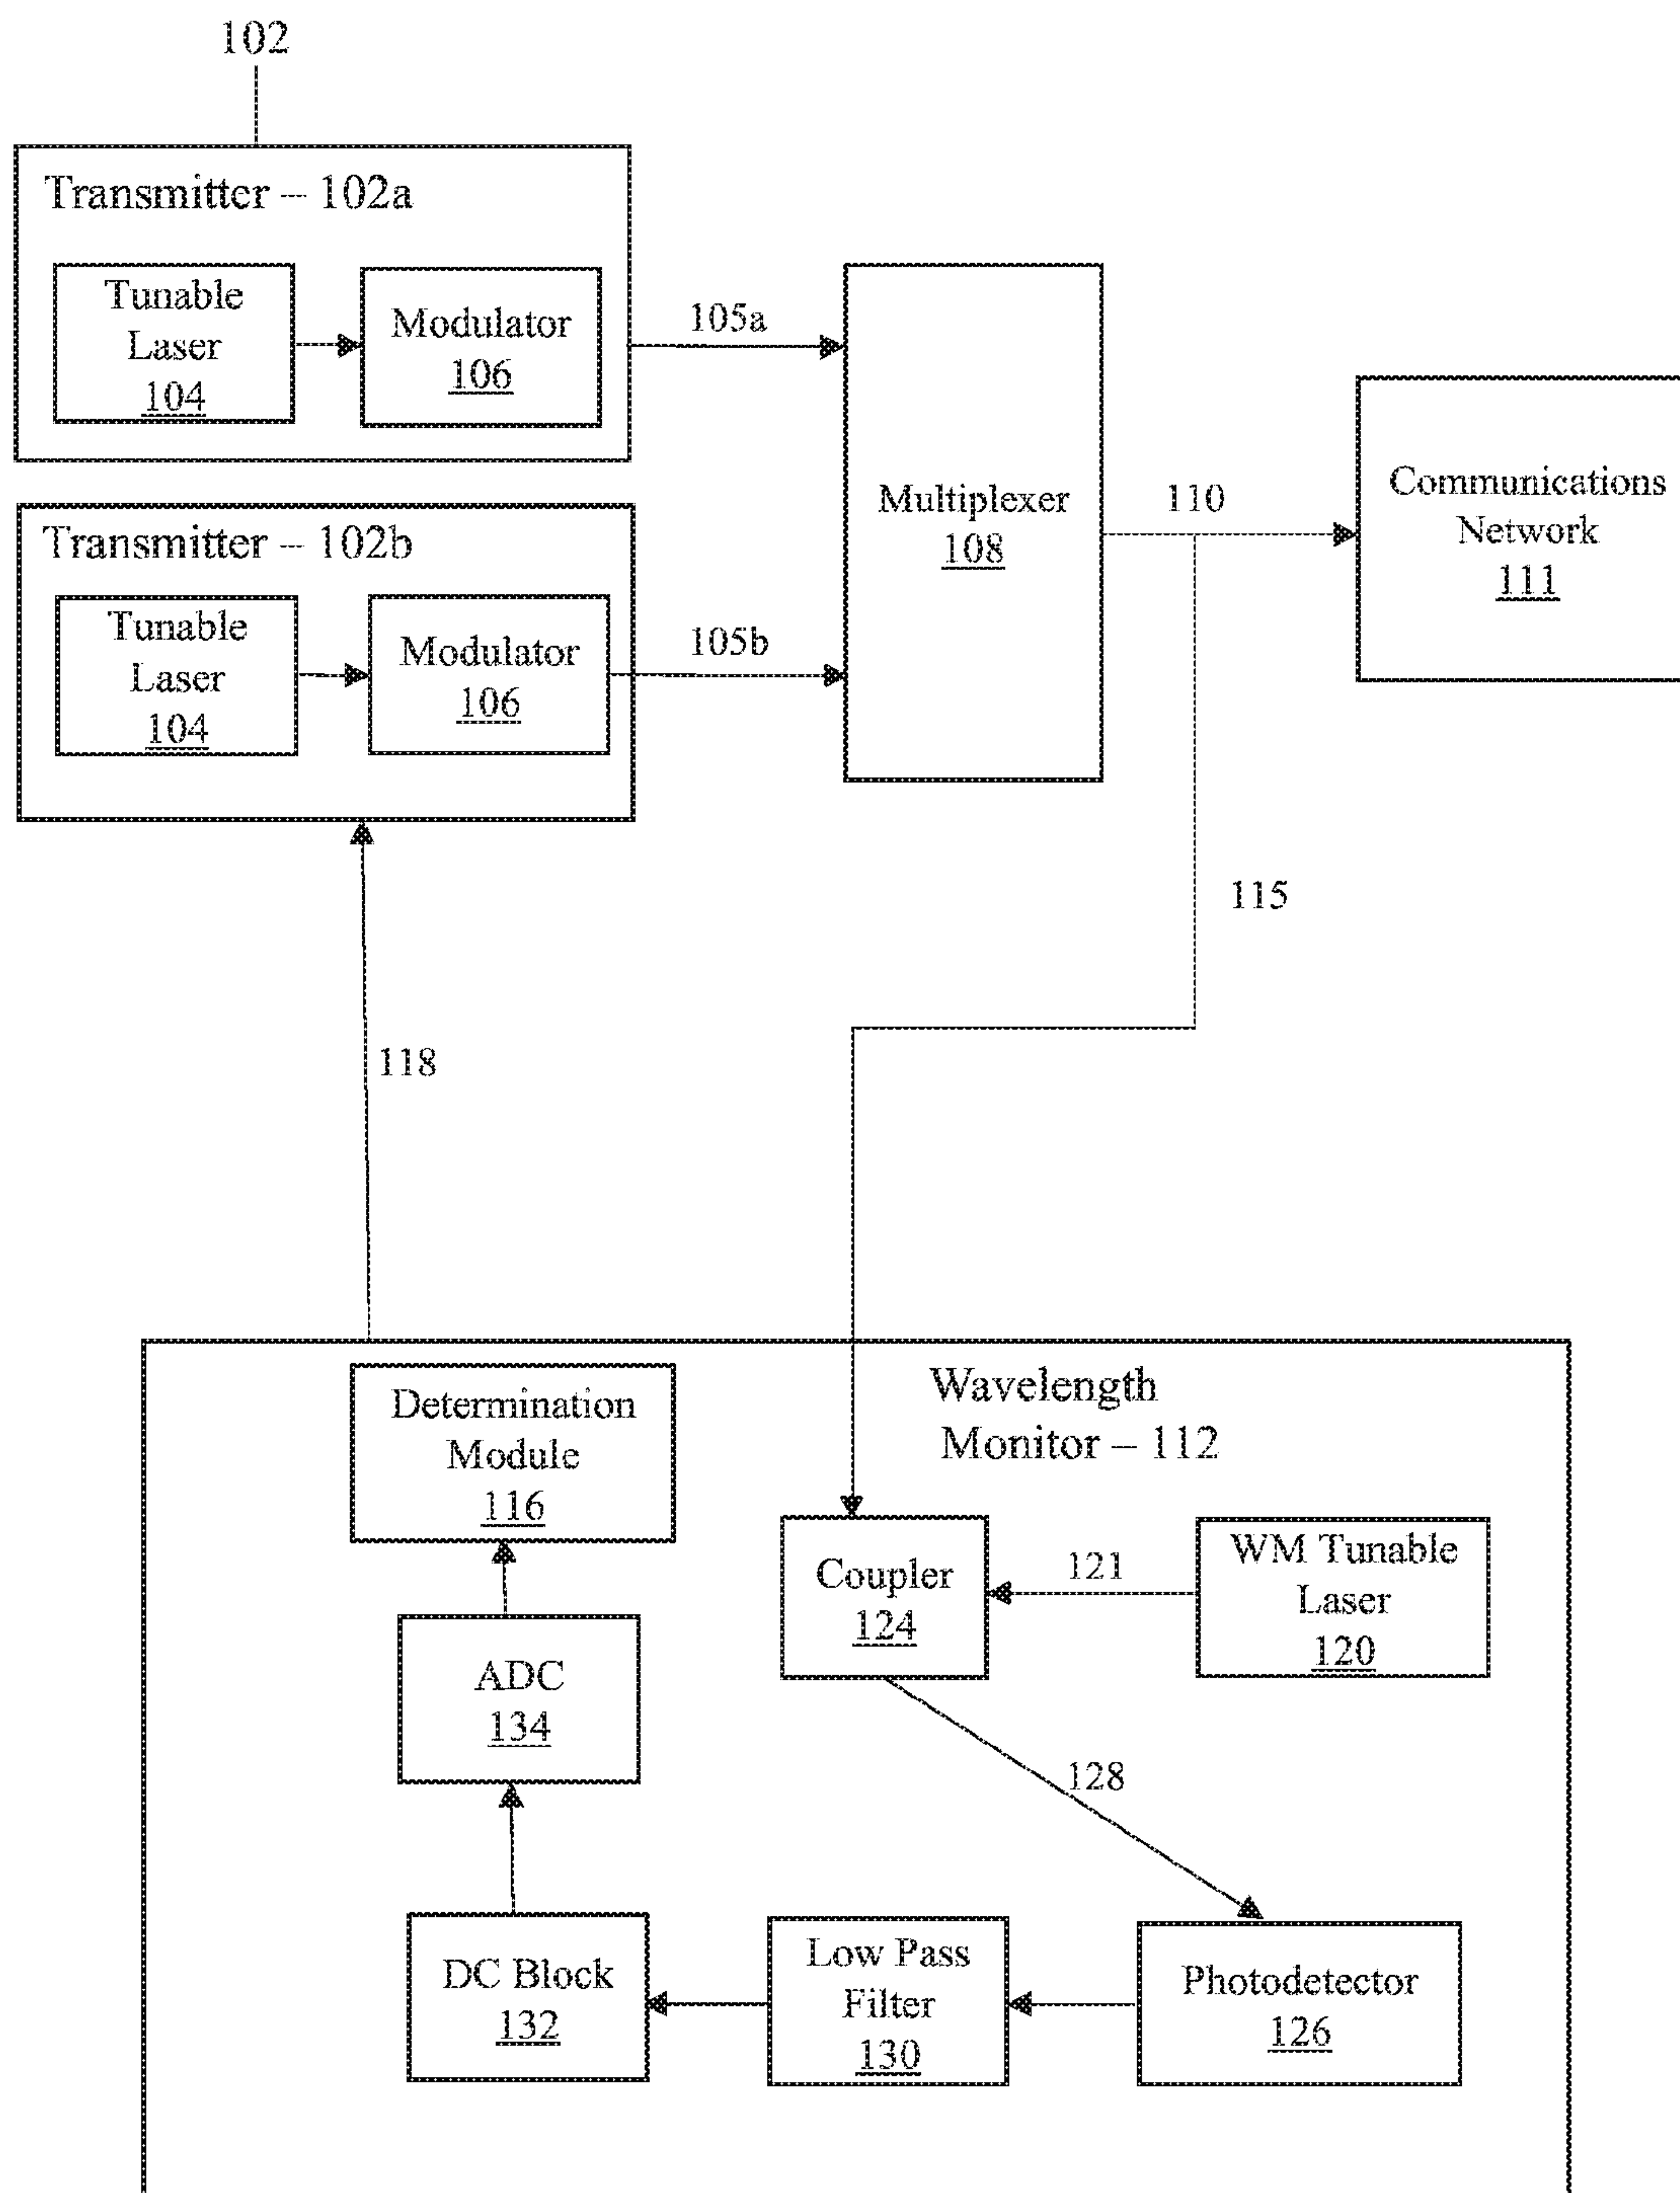 102
Transmitter – 102a
Tunable
Laser
104
Modulator
106
105a
Multiplexer
108
110
Communications
Network
111
Transmitter – 102b
Tunable
Laser
104
Modulator
106
105b
115
118
Wavelength
Monitor – 112
Determination
Module
116
Coupler
124
121
WM Tunable
Laser
120
ADC
134
128
DC Block
132
Low Pass
Filter
130
Photodetector
126